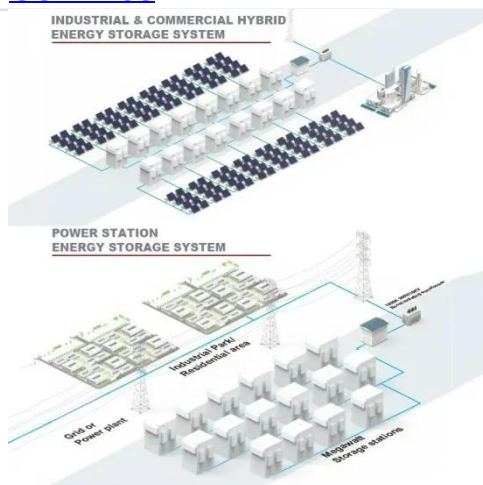 INDUSTRIAL & COMMERCIAL HYBRID
ENERGY STORAGE SYSTEM
POWER STATION
ENERGY STORAGE SYSTEM
Industrial Park/
Residential area
Grid or
Power plant
Megawatt
Storage stations